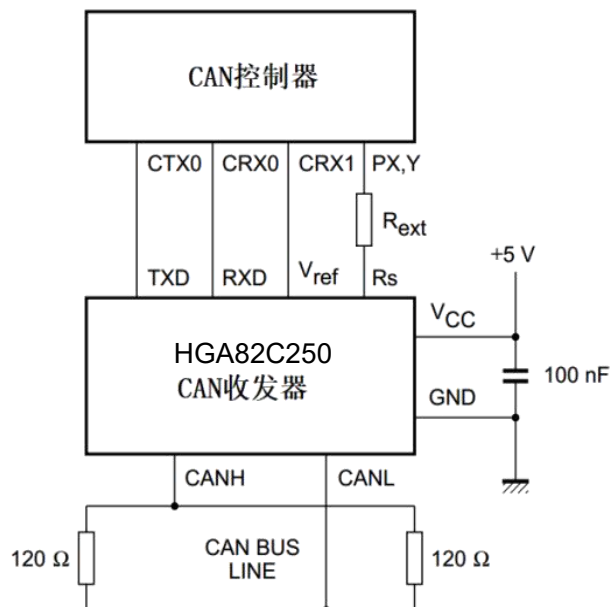 CAN控制器
CTX0 CRX0 CRX1 PX,Y
Rext
+5 V
TXD RXD Vref Rs
VCC
HGA82C250
CAN收发器
100 nF
GND
CANH CANL
120 Ω CAN BUS 120 Ω
LINE